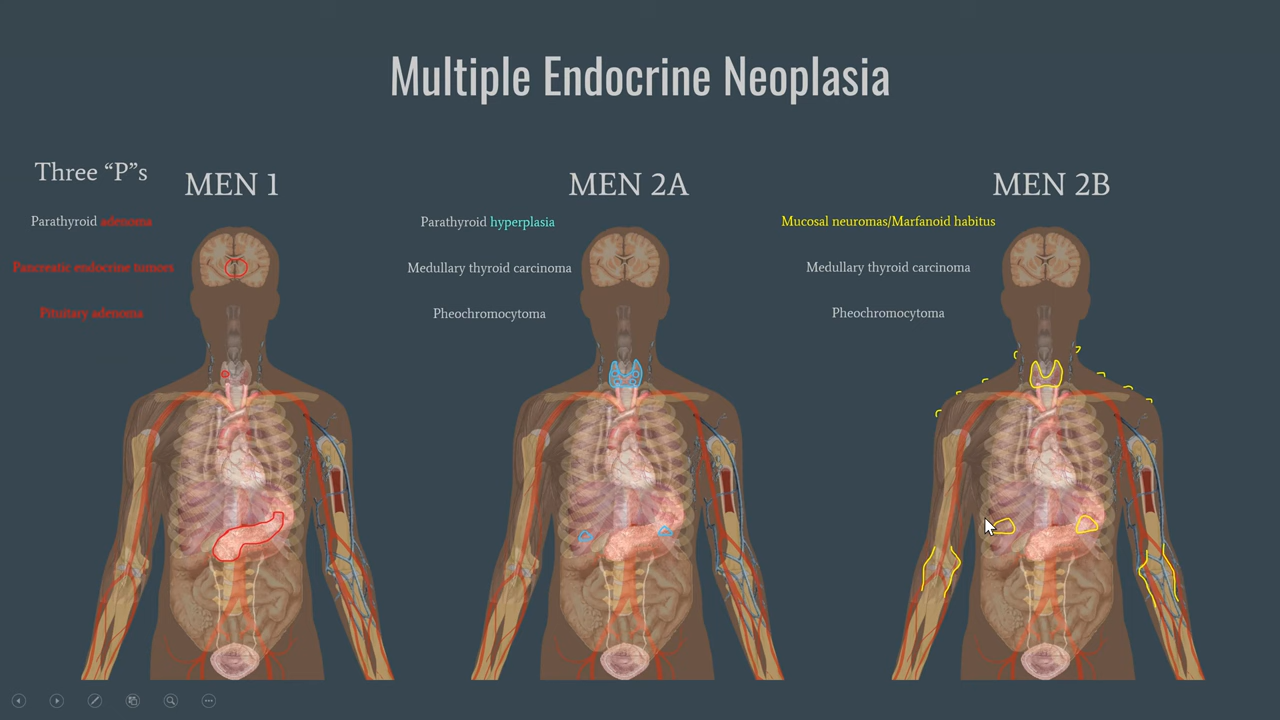 Multiple Endocrine Neoplasia
Three “P”s
MEN 1
Parathyroid adenoma
Pancreatic endocrine tumors
Pituitary adenoma
MEN 2A
Parathyroid hyperplasia
Medullary thyroid carcinoma
Pheochromocytoma
MEN 2B
Mucosal neuromas/Marfanoid habitus
Medullary thyroid carcinoma
Pheochromocytoma